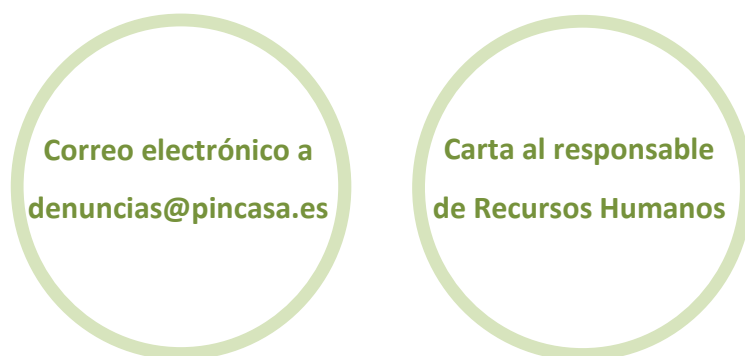 Correo electrónico a
denuncias@pincasa.es
Carta al responsable
de Recursos Humanos